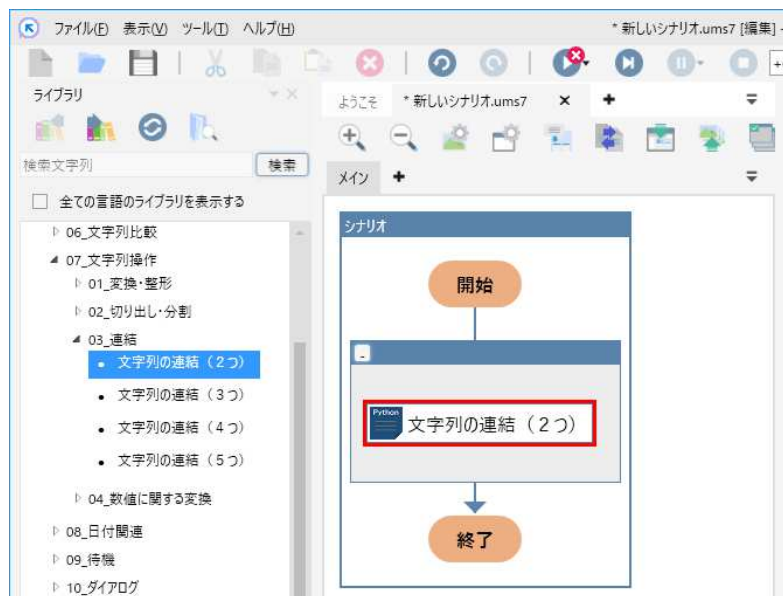 ファイル(F) 表示(V) ツール(T) ヘルプ(H)
* 新しいシナリオ.ums7 [編集] -
ライブラリ
検索文字列
検索
全ての言語のライブラリを表示する
06_文字列比較
07_文字列操作
01_変換・整形
02_切り出し・分割
03_連結
文字列の連結（２つ）
文字列の連結（３つ）
文字列の連結（４つ）
文字列の連結（５つ）
04_数値に関する変換
08_日付関連
09_待機
10_ダイアログ
ようこそ * 新しいシナリオ.ums7
メイン
シナリオ
開始
Python
文字列の連結（２つ）
終了